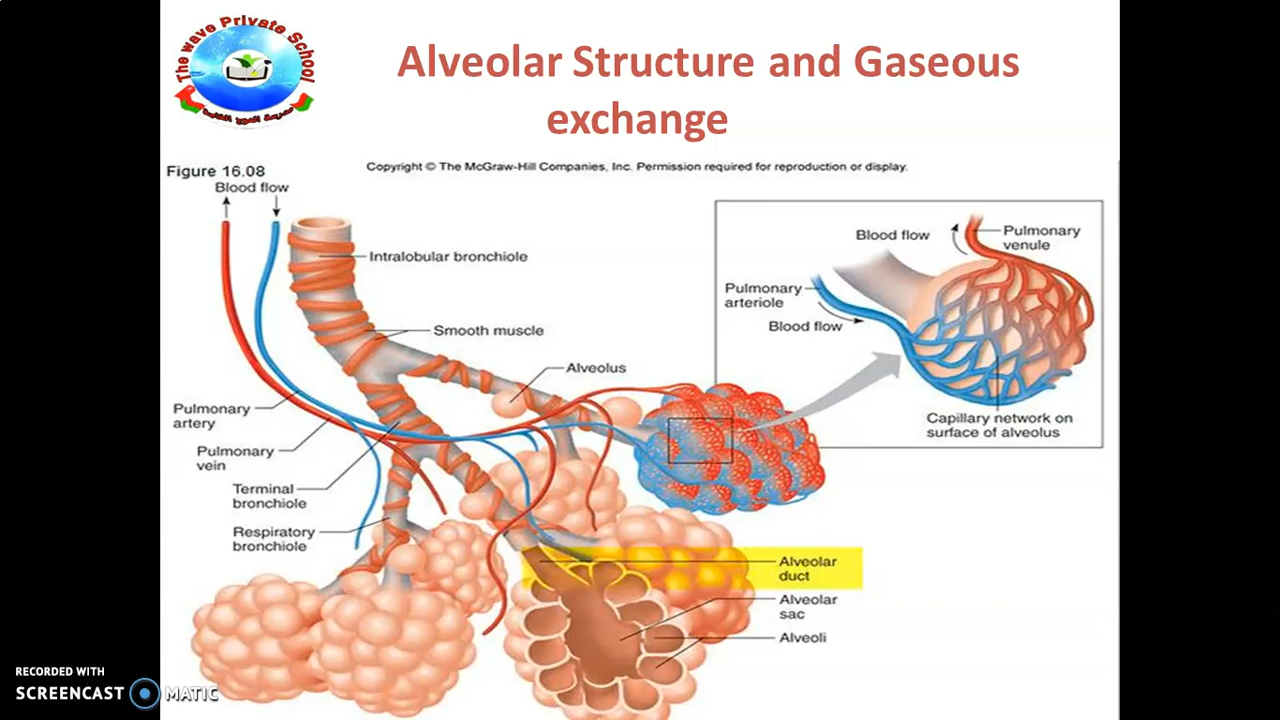 The wave Private School
Alveolar Structure and Gaseous
exchange
Figure 16.08
Copyright © The McGraw-Hill Companies, Inc. Permission required for reproduction or display.
Blood flow
Intralobular bronchiole
Smooth muscle
Alveolus
Pulmonary
artery
Pulmonary
vein
Terminal
bronchiole
Respiratory
bronchiole
Blood flow
Pulmonary
venule
Pulmonary
arteriole
Blood flow
Capillary network on
surface of alveolus
Alveolar
duct
Alveolar
sac
Alveoli
RECORDED WITH
SCREENCAST MATIC